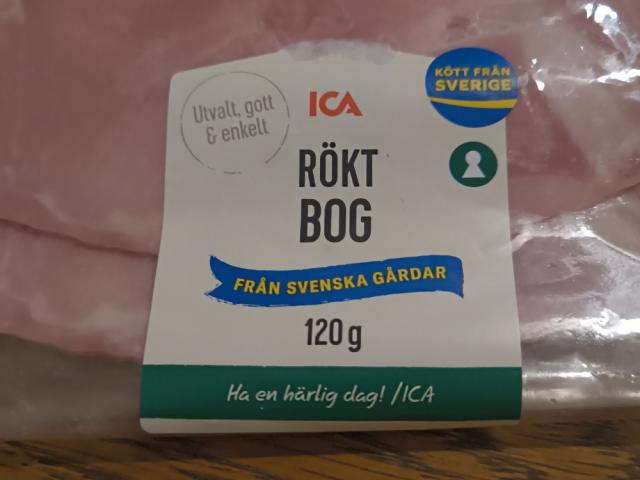 Utvalt, gott
& enkelt
ICA
KÖTT FRÅN
SVERIGE
RÖKT
BOG
FRÅN SVENSKA GÅRDAR
120 g
Ha en härlig dag! /ICA